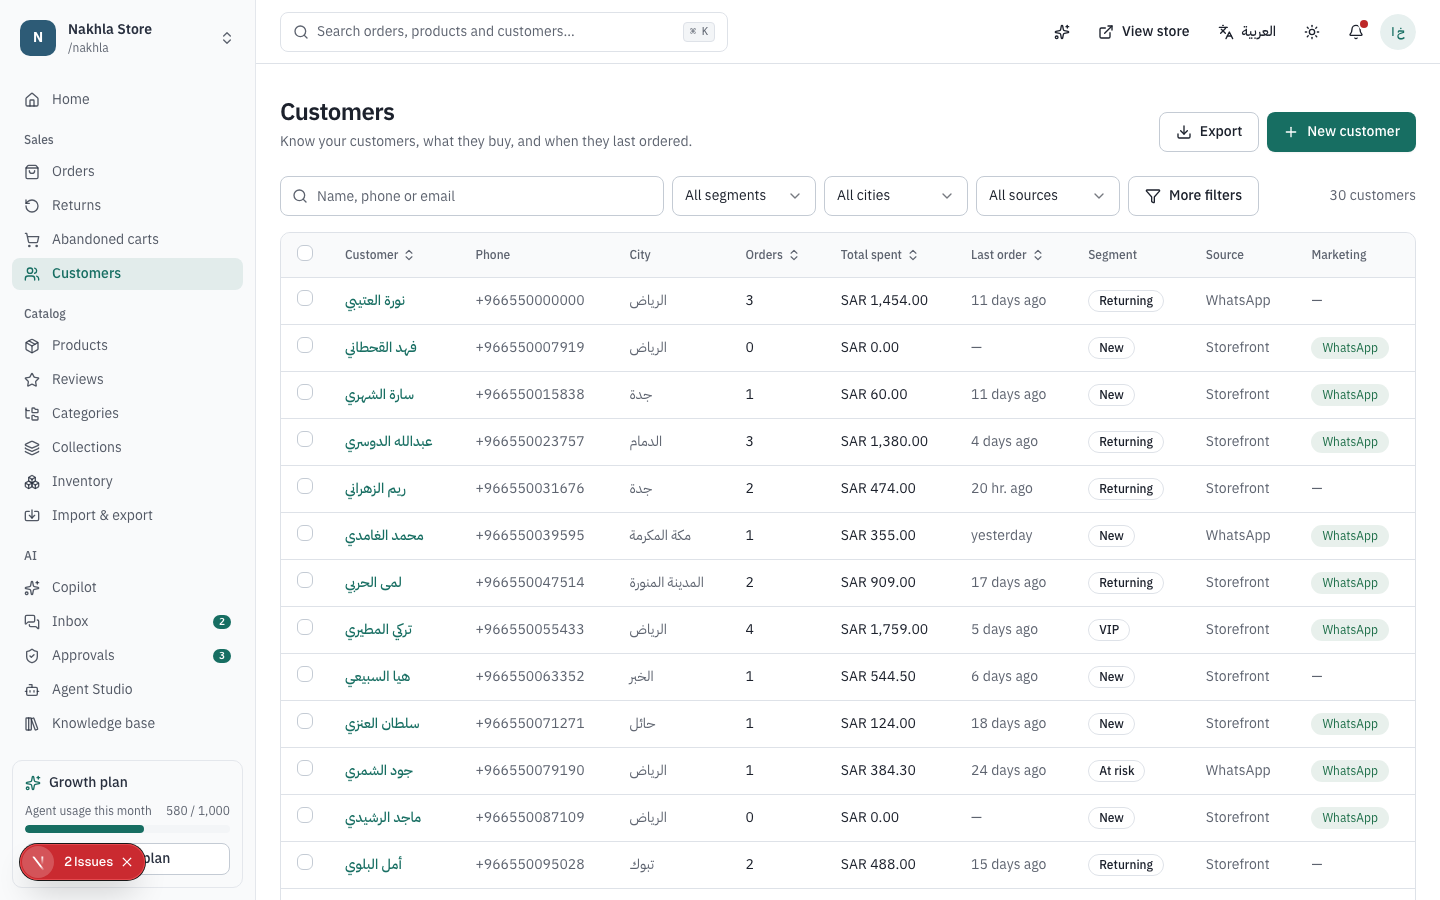 N
Nakhla Store
/nakhla
Home
Sales
Orders
Returns
Abandoned carts
Customers
Catalog
Products
Reviews
Categories
Collections
Inventory
Import & export
AI
Copilot
Inbox 2
Approvals 3
Agent Studio
Knowledge base
Growth plan
Agent usage this month 580 / 1,000
plan
2 Issues
Search orders, products and customers... ⌘ K
View store
العربية
خ ا
Customers
Know your customers, what they buy, and when they last ordered.
Export
New customer
Name, phone or email
All segments
All cities
All sources
More filters
30 customers
Customer Phone City Orders Total spent Last order Segment Source Marketing
نورة العتيبي +966550000000 الرياض 3 SAR 1,454.00 11 days ago Returning WhatsApp —
فهد القحطاني +966550007919 الرياض 0 SAR 0.00 — New Storefront WhatsApp
سارة الشهري +966550015838 جدة 1 SAR 60.00 11 days ago New Storefront WhatsApp
عبدالله الدوسري +966550023757 الدمام 3 SAR 1,380.00 4 days ago Returning Storefront WhatsApp
ريم الزهراني +966550031676 جدة 2 SAR 474.00 20 hr. ago Returning Storefront —
محمد الغامدي +966550039595 مكة المكرمة 1 SAR 355.00 yesterday New WhatsApp WhatsApp
لمى الحربي +966550047514 المدينة المنورة 2 SAR 909.00 17 days ago Returning Storefront WhatsApp
تركي المطيري +966550055433 الرياض 4 SAR 1,759.00 5 days ago VIP Storefront WhatsApp
هيا السبيعي +966550063352 الخبر 1 SAR 544.50 6 days ago New Storefront —
سلطان العنزي +966550071271 حائل 1 SAR 124.00 18 days ago New Storefront WhatsApp
جود الشمري +966550079190 الرياض 1 SAR 384.30 24 days ago At risk WhatsApp WhatsApp
ماجد الرشيدي +966550087109 الرياض 0 SAR 0.00 — New Storefront WhatsApp
أمل البلوي +966550095028 تبوك 2 SAR 488.00 15 days ago Returning Storefront —